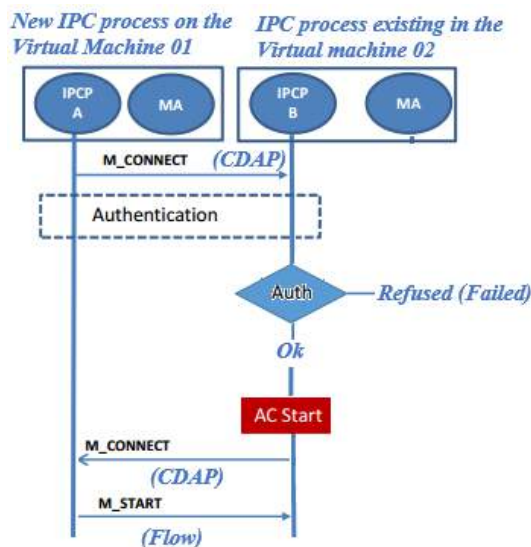 New IPC process on the
Virtual Machine 01
IPC process existing in the
Virtual machine 02
IPCP
A
MA
IPCP
B
MA
M_CONNECT (CDAP)
Authentication
Auth
Refused (Failed)
Ok
AC Start
M_CONNECT
(CDAP)
M_START
(Flow)